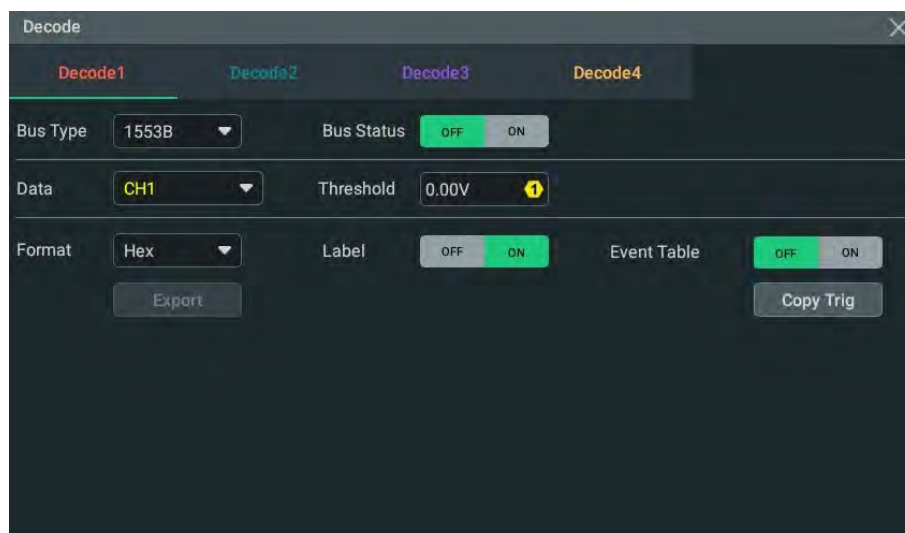 Decode
Decode1 Decode2 Decode3 Decode4
Bus Type 1553B Bus Status OFF ON
Data CH1 Threshold 0.00V 1
Format Hex Label OFF ON Event Table OFF ON
Export Copy Trig